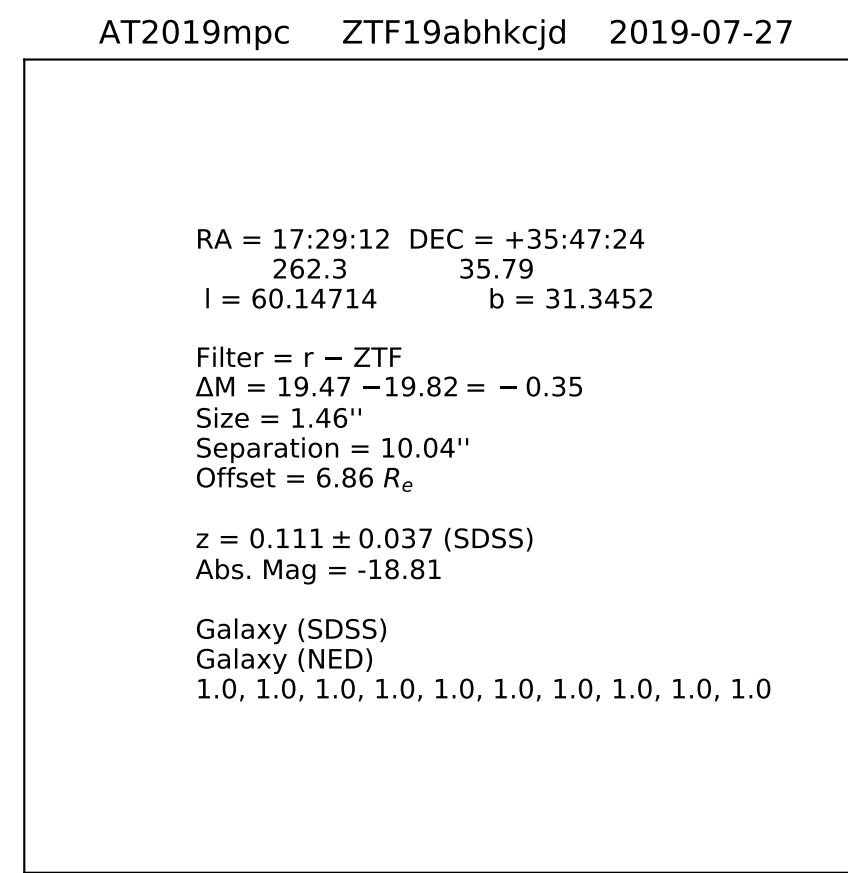 AT2019mpc ZTF19abhkcjd 2019-07-27
RA = 17:29:12 DEC = +35:47:24
262.3 35.79
l = 60.14714 b = 31.3452
Filter = r − ZTF
ΔM = 19.47 −19.82 = − 0.35
Size = 1.46''
Separation = 10.04''
Offset = 6.86 Re
z = 0.111 ± 0.037 (SDSS)
Abs. Mag = -18.81
Galaxy (SDSS)
Galaxy (NED)
1.0, 1.0, 1.0, 1.0, 1.0, 1.0, 1.0, 1.0, 1.0, 1.0